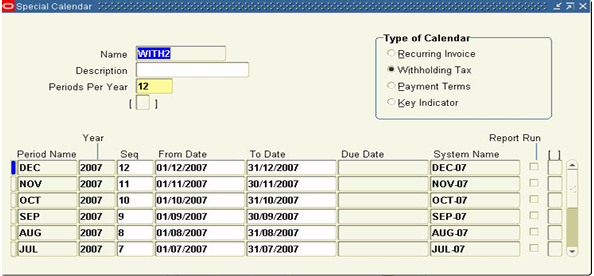 Special Calendar
Type of Calendar
Name WITH2
Recurring Invoice
Description
Withholding Tax
Periods Per Year 12
Payment Terms
[ ]
Key Indicator
Report Run
Year
Period Name Seq From Date To Date Due Date System Name [ ]
DEC 2007 12 01/12/2007 31/12/2007 DEC-07
NOV 2007 11 01/11/2007 30/11/2007 NOV-07
OCT 2007 10 01/10/2007 31/10/2007 OCT-07
SEP 2007 9 01/09/2007 30/09/2007 SEP-07
AUG 2007 8 01/08/2007 31/08/2007 AUG-07
JUL 2007 7 01/07/2007 31/07/2007 JUL-07